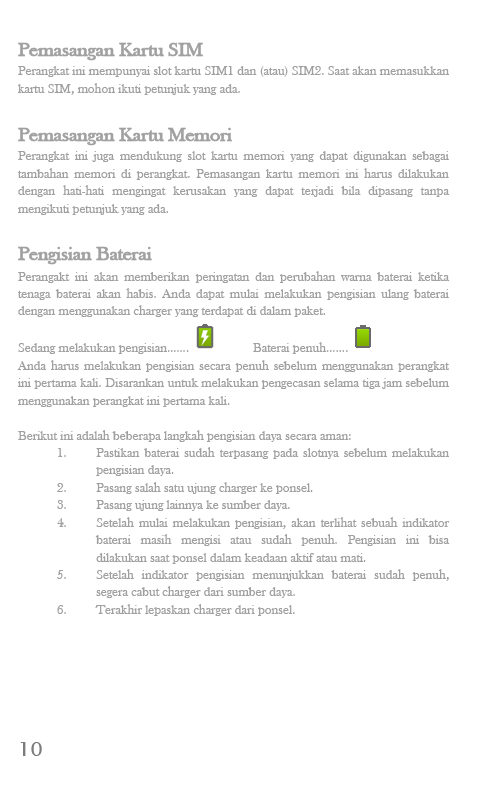 Pemasangan Kartu SIM
Perangkat ini mempunyai slot kartu SIM1 dan (atau) SIM2. Saat akan memasukkan
kartu SIM, mohon ikuti petunjuk yang ada.
Pemasangan Kartu Memori
Perangkat ini juga mendukung slot kartu memori yang dapat digunakan sebagai
tambahan memori di perangkat. Pemasangan kartu memori ini harus dilakukan
dengan hati-hati mengingat kerusakan yang dapat terjadi bila dipasang tanpa
mengikuti petunjuk yang ada.
Pengisian Baterai
Perangakt ini akan memberikan peringatan dan perubahan warna baterai ketika
tenaga baterai akan habis. Anda dapat mulai melakukan pengisian ulang baterai
dengan menggunakan charger yang terdapat di dalam paket.
Sedang melakukan pengisian....... Baterai penuh.......
Anda harus melakukan pengisian secara penuh sebelum menggunakan perangkat
ini pertama kali. Disarankan untuk melakukan pengecasan selama tiga jam sebelum
menggunakan perangkat ini pertama kali.
Berikut ini adalah beberapa langkah pengisian daya secara aman:
1. Pastikan baterai sudah terpasang pada slotnya sebelum melakukan
pengisian daya.
2. Pasang salah satu ujung charger ke ponsel.
3. Pasang ujung lainnya ke sumber daya.
4. Setelah mulai melakukan pengisian, akan terlihat sebuah indikator
baterai masih mengisi atau sudah penuh. Pengisian ini bisa
dilakukan saat ponsel dalam keadaan aktif atau mati.
5. Setelah indikator pengisian menunjukkan baterai sudah penuh,
segera cabut charger dari sumber daya.
6. Terakhir lepaskan charger dari ponsel.
10